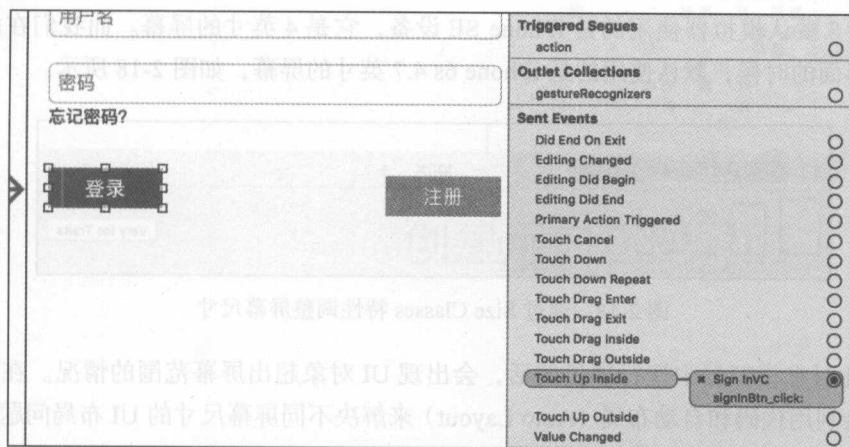 用户名
密码
忘记密码?
登录
注册
Triggered Segues
action
Outlet Collections
gestureRecognizers
Sent Events
Did End On Exit
Editing Changed
Editing Did Begin
Editing Did End
Primary Action Triggered
Touch Cancel
Touch Down
Touch Down Repeat
Touch Drag Enter
Touch Drag Exit
Touch Drag Inside
Touch Drag Outside
Touch Up Inside
Sign InVC
signInBtn_click:
Touch Up Outside
Value Changed